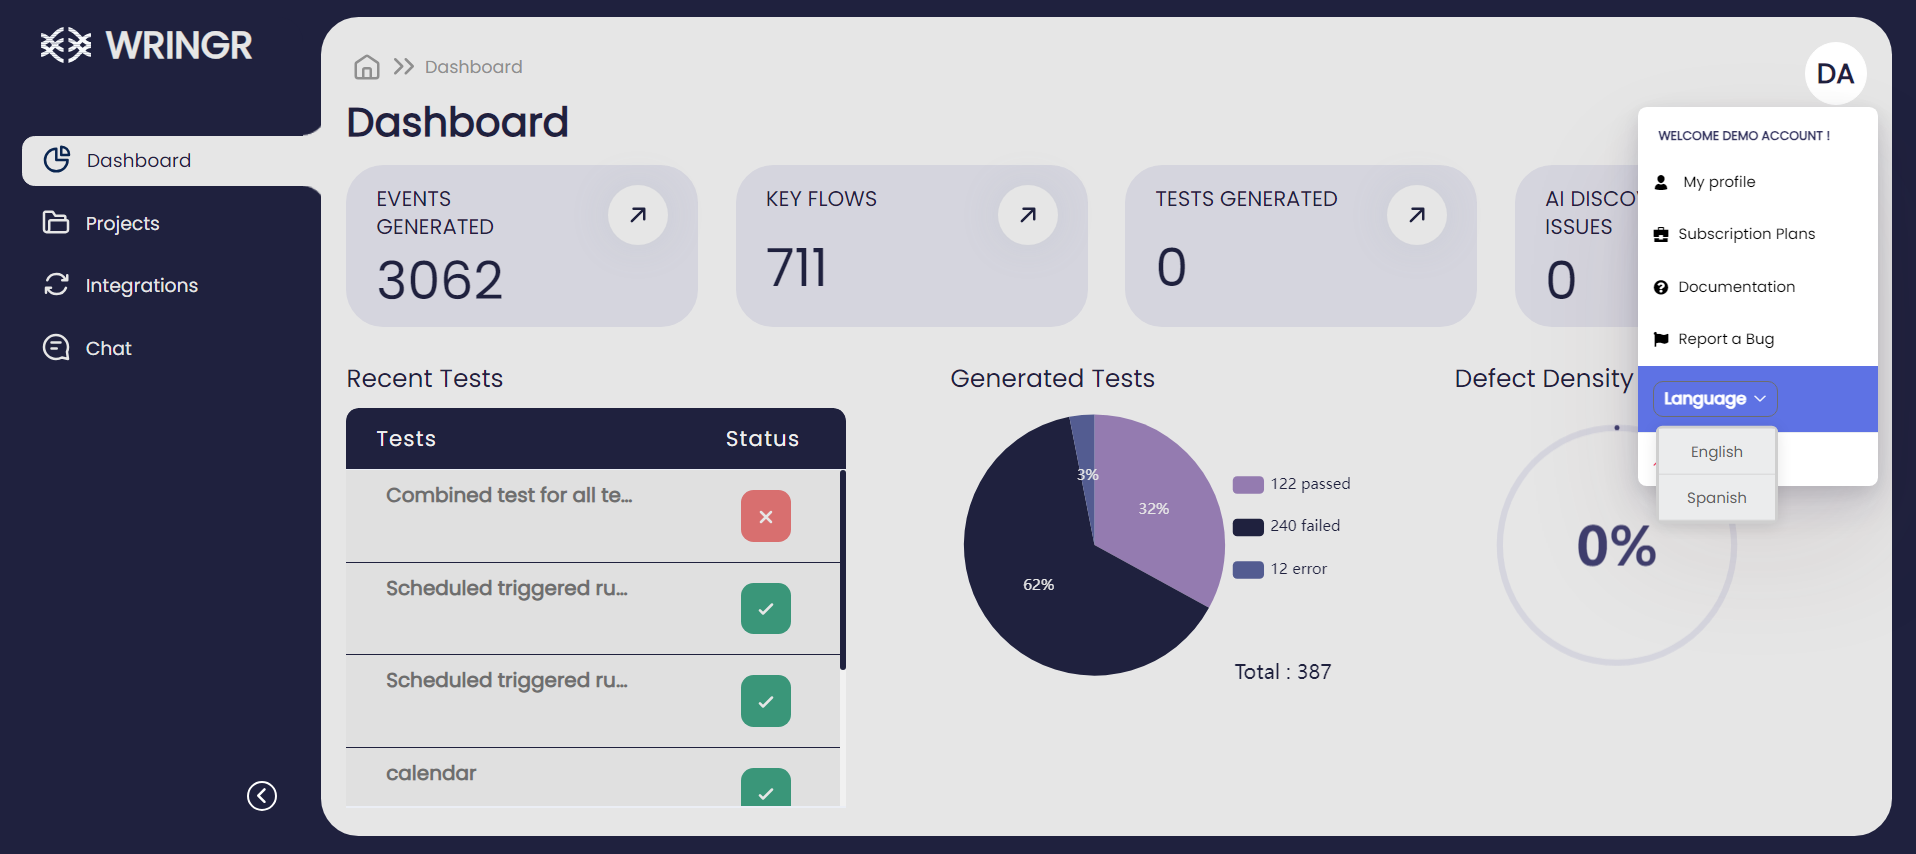 WRINGR
Dashboard
Projects
Integrations
Chat
Dashboard
Dashboard
DA
EVENTS
GENERATED
3062
KEY FLOWS
711
TESTS GENERATED
0
AI DISCO
ISSUES
0
WELCOME DEMO ACCOUNT !
My profile
Subscription Plans
Documentation
Report a Bug
Language
English
Spanish
Recent Tests
Tests Status
Combined test for all te...
Scheduled triggered ru...
Scheduled triggered ru...
calendar
Generated Tests
3%
32%
62%
122 passed
240 failed
12 error
Total : 387
Defect Density
0%